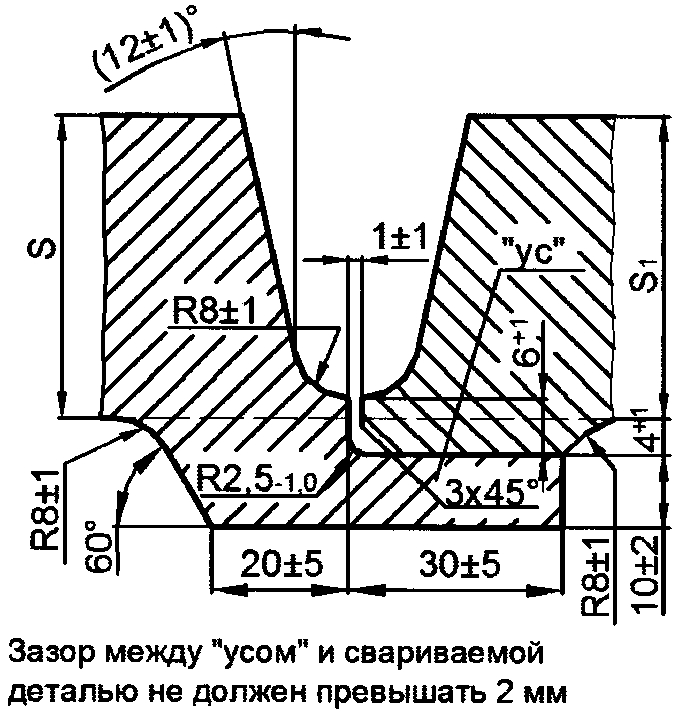 (12±1)°
S
1±1
"ус"
S1
R8±1
6+1
4+1
R2,5-1,0
3х45°
R8±1
60°
20±5
30±5
R8±1
10±2
Зазор между "усом" и свариваемой
деталью не должен превышать 2 мм